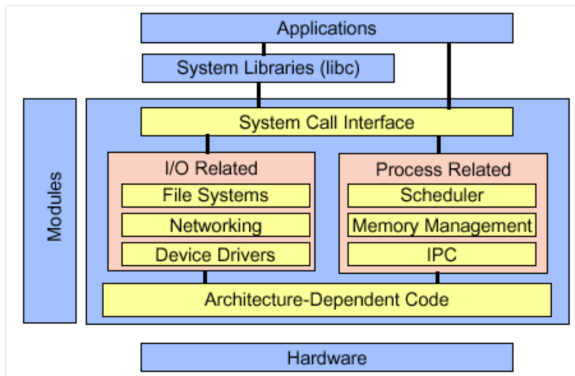 Applications
System Libraries (libc)
System Call Interface
Modules
I/O Related
File Systems
Networking
Device Drivers
Process Related
Scheduler
Memory Management
IPC
Architecture-Dependent Code
Hardware